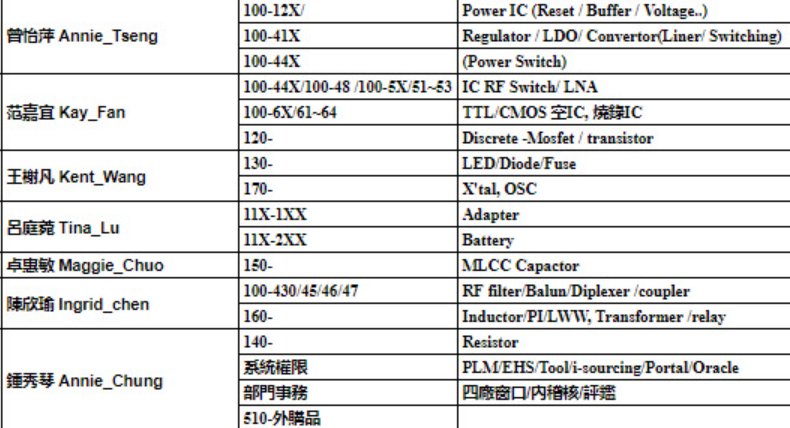 曾怡萍 Annie_Tseng
100-12X/ Power IC (Reset / Buffer / Voltage..)
100-41X Regulator / LDO/ Convertor(Liner/ Switching)
100-44X (Power Switch)
范嘉宜 Kay_Fan
100-44X/100-48 /100-5X/51~53 IC RF Switch/ LNA
100-6X/61~64 TTL/CMOS 空IC, 燒錄IC
120- Discrete -Mosfet / transistor
王榭凡 Kent_Wang
130- LED/Diode/Fuse
170- X'tal, OSC
呂庭菀 Tina_Lu
11X-1XX Adapter
11X-2XX Battery
卓惠敏 Maggie_Chuo
150- MLCC Capactor
陳欣瑜 Ingrid_chen
100-430/45/46/47 RF filter/Balun/Diplexer /coupler
160- Inductor/PI/LWW, Transformer /relay
鍾秀琴 Annie_Chung
140- Resistor
系統權限 PLM/EHS/Tool/i-sourcing/Portal/Oracle
部門事務 四廠窗口/內稽核/評鑑
510-外購品